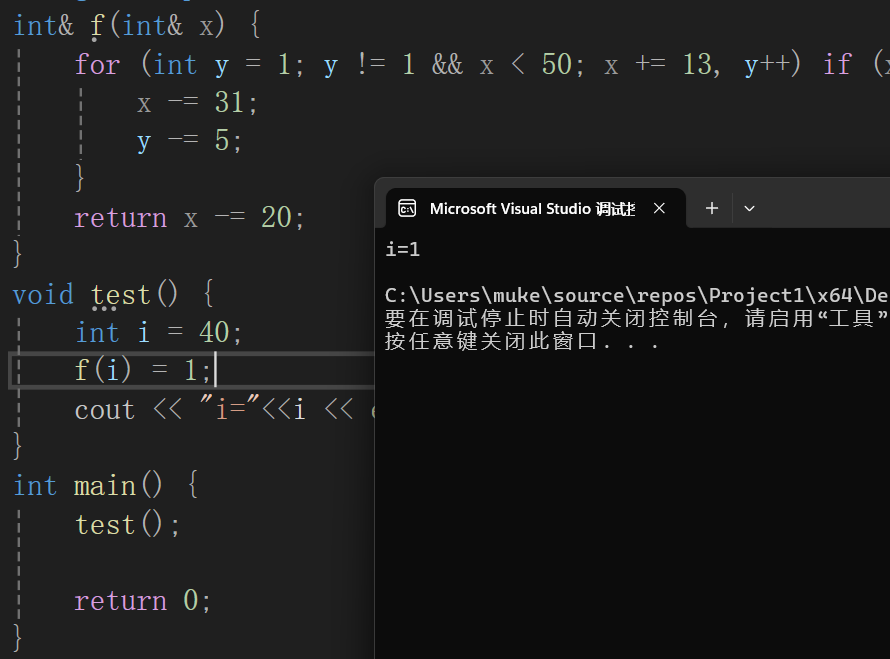 int& f(int& x) {
for (int y = 1; y != 1 && x < 50; x += 13, y++) if (x
x -= 31;
y -= 5;
}
return x -= 20;
}
void test() {
int i = 40;
f(i) = 1;
cout << "i="<<i << e
}
int main() {
test();
return 0;
}
Microsoft Visual Studio 调试
i=1
C:\Users\muke\source\repos\Project1\x64\De
要在调试停止时自动关闭控制台，请启用“工具”
按任意键关闭此窗口. . .